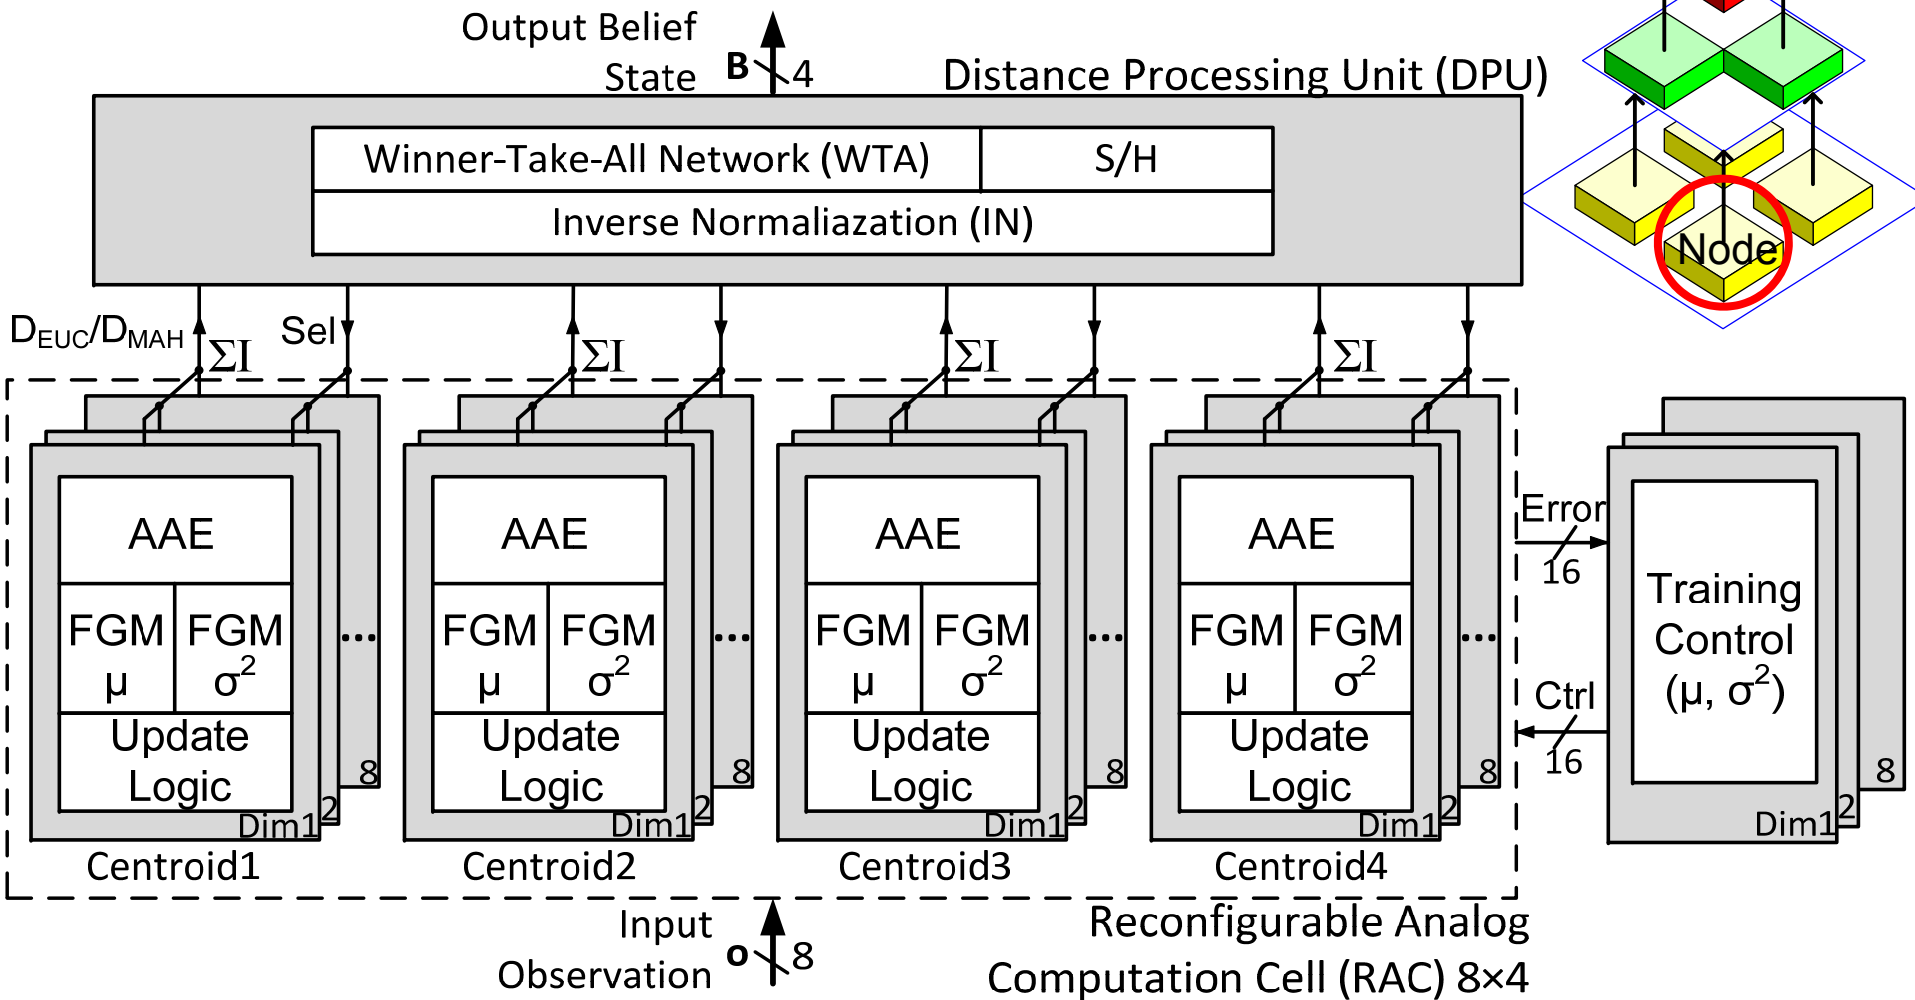 Output Belief
State
B
4
Distance Processing Unit (DPU)
Winner-Take-All Network (WTA)
S/H
Inverse Normaliazation (IN)
Node
D_EUC/D_MAH
ΣI
Sel
ΣI
ΣI
ΣI
AAE
FGM
μ
FGM
σ²
Update
Logic
...
Dim1
2
8
Centroid1
AAE
FGM
μ
FGM
σ²
Update
Logic
...
Dim1
2
8
Centroid2
AAE
FGM
μ
FGM
σ²
Update
Logic
...
Dim1
2
8
Centroid3
AAE
FGM
μ
FGM
σ²
Update
Logic
...
Dim1
2
8
Centroid4
Error
16
Ctrl
16
Training
Control
(μ, σ²)
Dim1
2
8
Input
Observation
o
8
Reconfigurable Analog
Computation Cell (RAC) 8×4